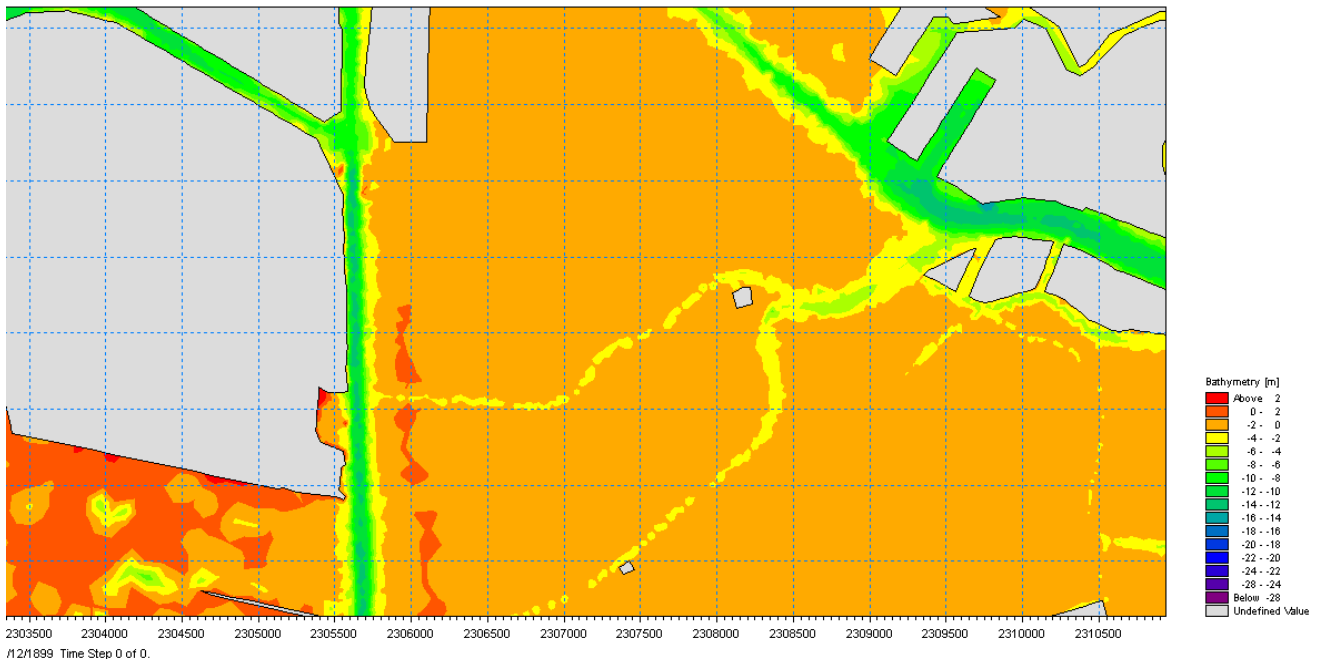 Bathymetry [m]
Above 2
0 - 2
-2 - 0
-4 - -2
-6 - -4
-8 - -6
-10 - -8
-12 - -10
-14 - -12
-16 - -14
-18 - -16
-20 - -18
-22 - -20
-24 - -22
-28 - -24
Below -28
Undefined Value
2303500 2304000 2304500 2305000 2305500 2306000 2306500 2307000 2307500 2308000 2308500 2309000 2309500 2310000 2310500
/12/1899 Time Step 0 of 0.